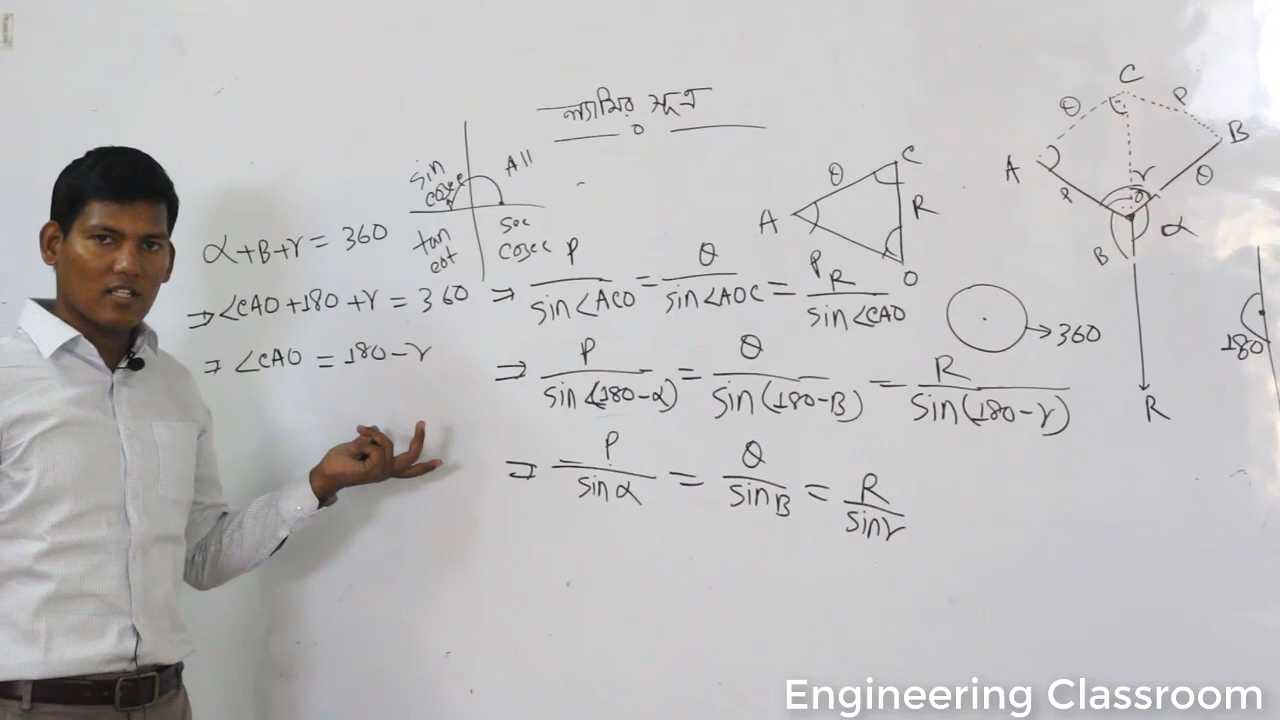 ল্যামির সূত্র
sin
cosec
All
tan
cot
sec
cosec
α+B+γ = 360
⇒ ∠CAO+180+γ = 360
⇒ ∠CAO = 180-γ
⇒ P/sin∠ACO = Q/sin∠AOC = R/sin∠CAO
⇒ P/sin(180-α) = Q/sin(180-B) = R/sin(180-γ)
⇒ P/sinα = Q/sinB = R/sinγ
A
Q
C
R
P
O
C
Q
P
B
A
P
γ
Q
B
α
R
360
180
Engineering Classroom